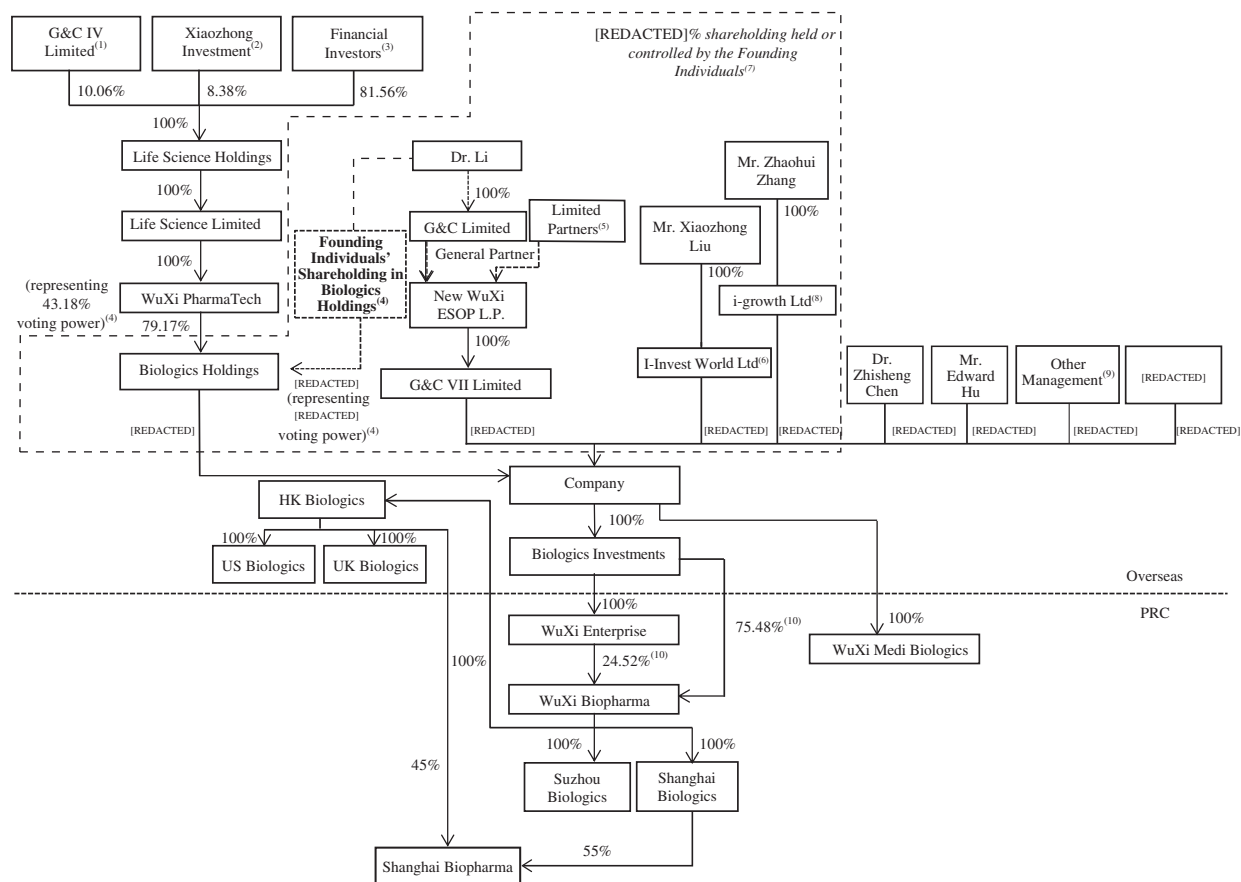 G&C IV
Limited(1)
Xiaozhong
Investment(2)
Financial
Investors(3)
[REDACTED]% shareholding held or
controlled by the Founding
Individuals(7)
10.06%
8.38%
81.56%
100%
Life Science Holdings
Dr. Li
Mr. Zhaohui
Zhang
100%
100%
100%
Life Science Limited
G&C Limited
Limited
Partners(5)
Mr. Xiaozhong
Liu
100%
Founding
Individuals'
Shareholding in
Biologics
Holdings(4)
General Partner
100%
(representing
43.18%
voting power)(4)
WuXi PharmaTech
New WuXi
ESOP L.P.
i-growth Ltd(8)
79.17%
100%
Biologics Holdings
I-Invest World Ltd(6)
Dr.
Zhisheng
Chen
Mr.
Edward
Hu
Other
Management(9)
[REDACTED]
G&C VII Limited
[REDACTED]
(representing
[REDACTED]
voting power)(4)
[REDACTED]
[REDACTED]
[REDACTED]
[REDACTED]
[REDACTED]
[REDACTED]
[REDACTED]
[REDACTED]
Company
HK Biologics
100%
100%
100%
US Biologics
UK Biologics
Biologics Investments
Overseas
PRC
100%
WuXi Enterprise
75.48%(10)
100%
WuXi Medi Biologics
100%
24.52%(10)
WuXi Biopharma
100%
100%
45%
Suzhou
Biologics
Shanghai
Biologics
55%
Shanghai Biopharma